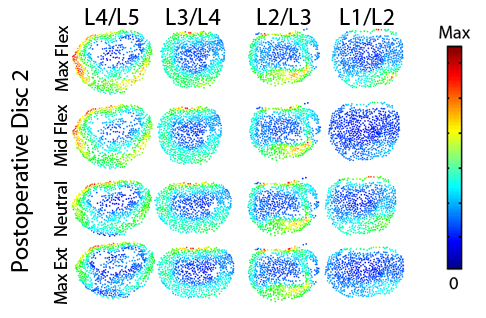 L4/L5 L3/L4 L2/L3 L1/L2
Max
Postoperative Disc 2
Max Flex
Mid Flex
Neutral
Max Ext
0